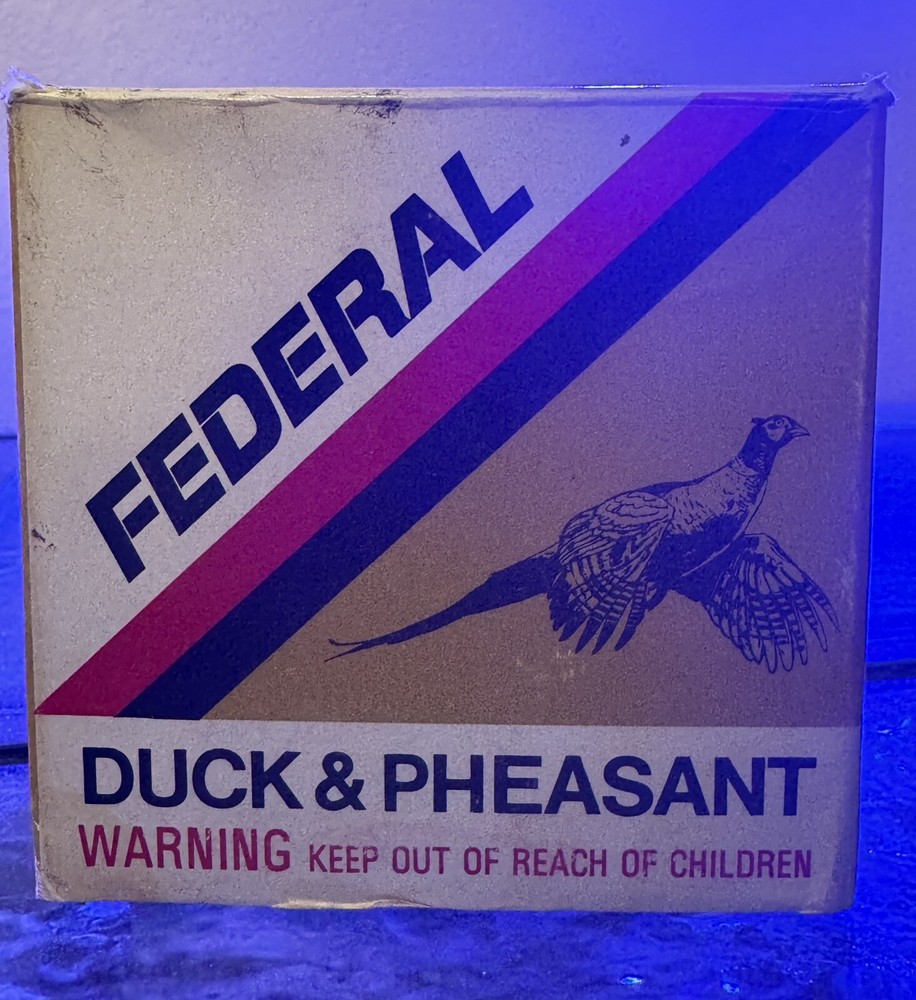 FEDERAL
DUCK & PHEASANT
WARNING KEEP OUT OF REACH OF CHILDREN